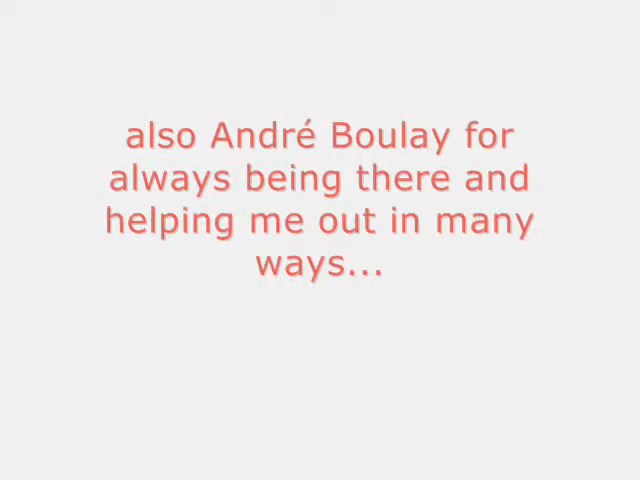 also André Boulay for
always being there and
helping me out in many
ways...